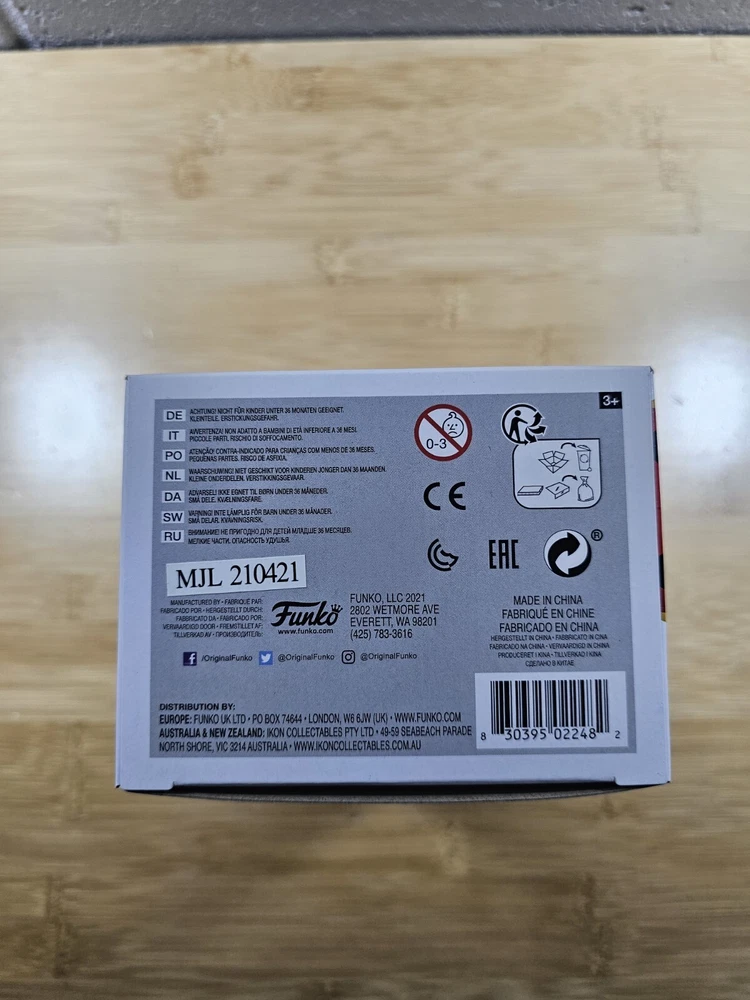 3+
DE ACHTUNG! NICHT FÜR KINDER UNTER 36 MONATEN GEEIGNET.
KLEINTEILE. ERSTICKUNGSGEFAHR.
IT AVVERTENZA! NON ADATTO A BAMBINI DI ETÀ INFERIORE A 36 MESI.
PICCOLE PARTI. RISCHIO DI SOFFOCAMENTO.
PO ATENÇÃO! CONTRA-INDICADO PARA CRIANÇAS COM MENOS DE 36 MESES.
PEQUENAS PARTES. RISCO DE ASFIXIA.
NL WAARSCHUWING! NIET GESCHIKT VOOR KINDEREN JONGER DAN 36 MAANDEN.
KLEINE ONDERDELEN. VERSTIKKINGSGEVAAR.
DA ADVARSEL! IKKE EGNET TIL BØRN UNDER 36 MÅNEDER.
SMÅ DELE. KVÆLNINGSFARE.
SW VARNING! INTE LÄMPLIG FÖR BARN UNDER 36 MÅNADER.
SMÅ DELAR. KVÄVNINGSRISK.
RU ВНИМАНИЕ! НЕ ПРИГОДНО ДЛЯ ДЕТЕЙ МЛАДШЕ 36 МЕСЯЦЕВ.
МЕЛКИЕ ЧАСТИ. ОПАСНОСТЬ УДУШЬЯ.
0-3
CE
EAC
®
MJL 210421
MANUFACTURED BY • FABRIQUÉ PAR:
FABRICADO POR • HERGESTELLT DURCH:
FABBRICATO DA • FABRICADO POR:
VERVAARDIGD DOOR • FREMSTILLET AF:
TILLVERKAD AV • ПРОИЗВОДИТЕЛЬ:
Funko
www.funko.com
FUNKO, LLC 2021
2802 WETMORE AVE
EVERETT, WA 98201
(425) 783-3616
MADE IN CHINA
FABRIQUÉ EN CHINE
FABRICADO EN CHINA
HERGESTELLT IN CHINA • FABBRICATO IN CINA
FABRICADO NA CHINA • VERVAARDIGD IN CHINA
PRODUCERET I KINA • TILLVERKAD I KINA
СДЕЛАНО В КИТАЕ
/OriginalFunko @OriginalFunko @OriginalFunko
DISTRIBUTION BY:
EUROPE: FUNKO UK LTD • PO BOX 74644 • LONDON, W6 6JW (UK) • WWW.FUNKO.COM
AUSTRALIA & NEW ZEALAND: IKON COLLECTABLES PTY LTD • 49-59 SEABEACH PARADE
NORTH SHORE, VIC 3214 AUSTRALIA • WWW.IKONCOLLECTABLES.COM.AU
8 30395 02248 2